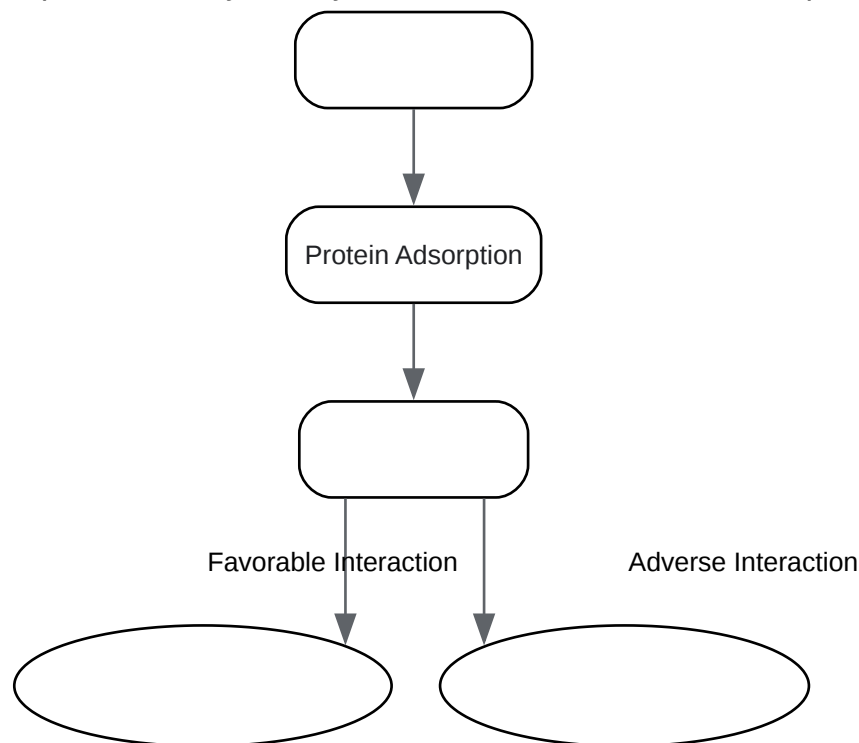 Protein Adsorption
Favorable Interaction
Adverse Interaction